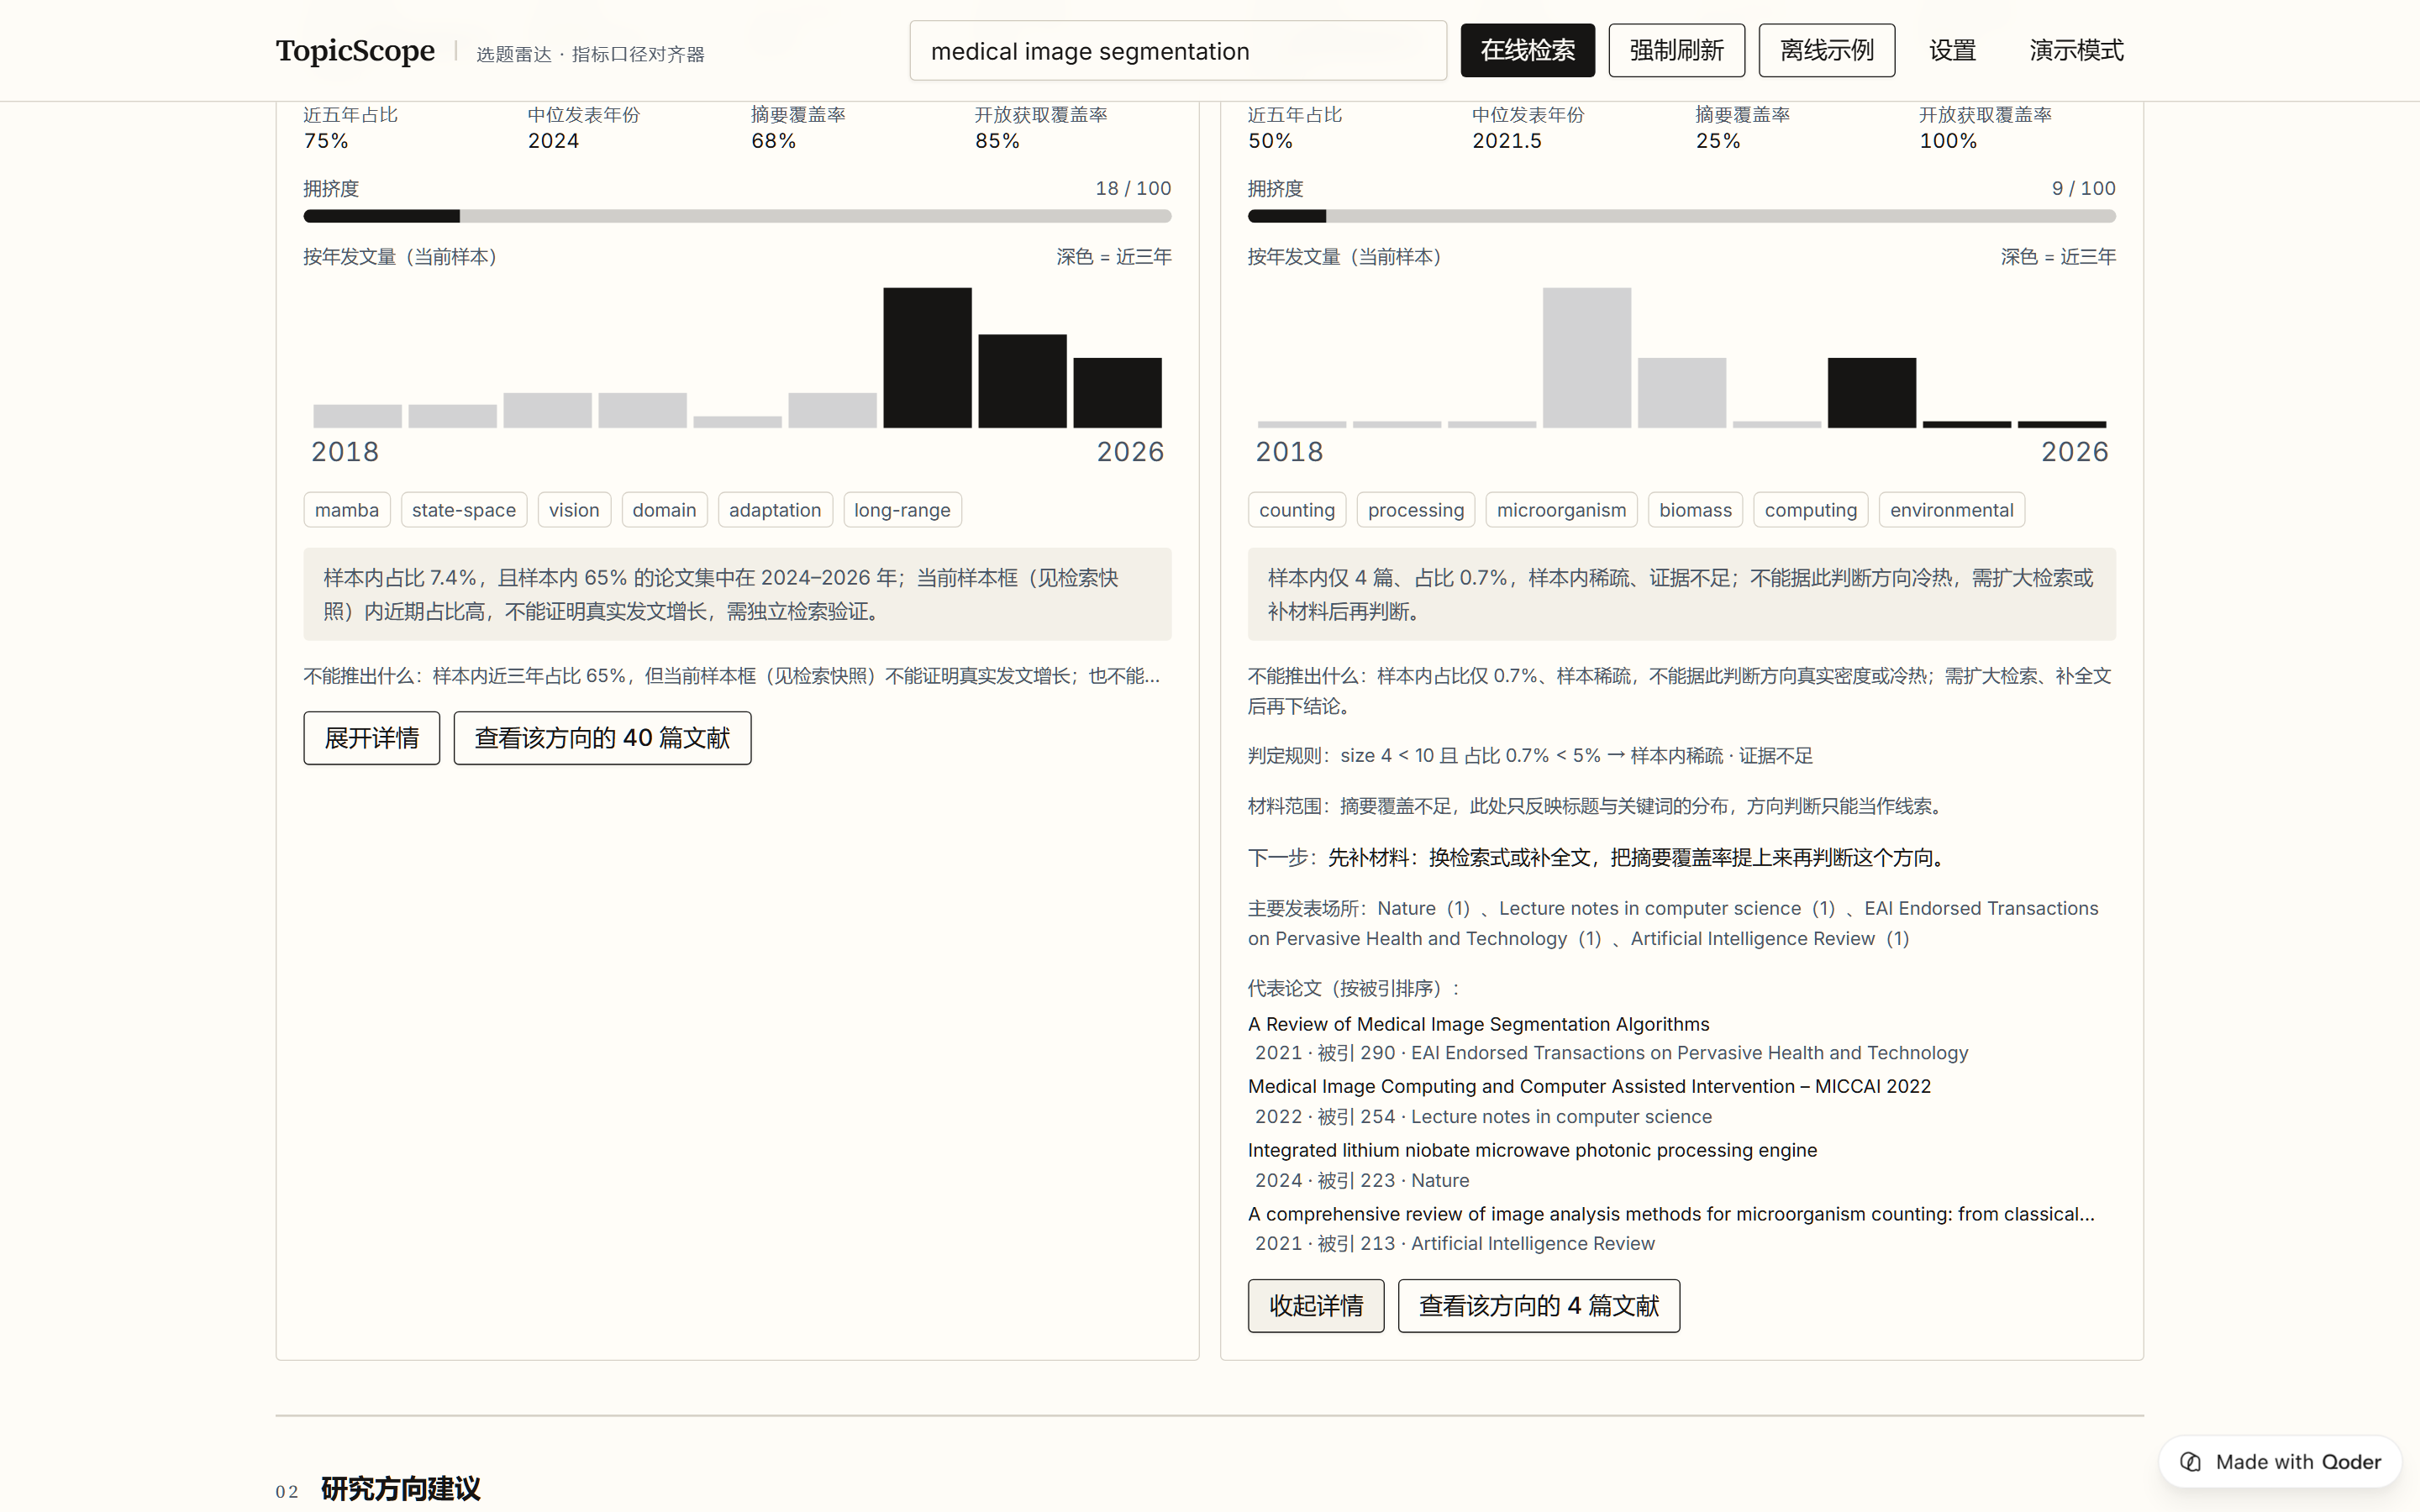 TopicScope
选题雷达 · 指标口径对齐器
medical image segmentation
在线检索
强制刷新
离线示例
设置
演示模式
近五年占比
中位发表年份
摘要覆盖率
开放获取覆盖率
75%
2024
68%
85%
拥挤度
18 / 100
按年发文量（当前样本）
深色 = 近三年
2018
2026
mamba
state-space
vision
domain
adaptation
long-range
样本内占比 7.4%，且样本内 65% 的论文集中在 2024–2026 年；当前样本框（见检索快
照）内近期占比高，不能证明真实发文增长，需独立检索验证。
不能推出什么：样本内近三年占比 65%，但当前样本框（见检索快照）不能证明真实发文增长；也不能...
展开详情
查看该方向的 40 篇文献
近五年占比
中位发表年份
摘要覆盖率
开放获取覆盖率
50%
2021.5
25%
100%
拥挤度
9 / 100
按年发文量（当前样本）
深色 = 近三年
2018
2026
counting
processing
microorganism
biomass
computing
environmental
样本内仅 4 篇、占比 0.7%，样本内稀疏、证据不足；不能据此判断方向冷热，需扩大检索或
补材料后再判断。
不能推出什么：样本内占比仅 0.7%、样本稀疏，不能据此判断方向真实密度或冷热；需扩大检索、补全文
后再下结论。
判定规则：size 4 < 10 且 占比 0.7% < 5% → 样本内稀疏 · 证据不足
材料范围：摘要覆盖不足，此处只反映标题与关键词的分布，方向判断只能当作线索。
下一步：先补材料：换检索式或补全文，把摘要覆盖率提上来再判断这个方向。
主要发表场所：Nature（1）、Lecture notes in computer science（1）、EAI Endorsed Transactions
on Pervasive Health and Technology（1）、Artificial Intelligence Review（1）
代表论文（按被引排序）：
A Review of Medical Image Segmentation Algorithms
2021 · 被引 290 · EAI Endorsed Transactions on Pervasive Health and Technology
Medical Image Computing and Computer Assisted Intervention – MICCAI 2022
2022 · 被引 254 · Lecture notes in computer science
Integrated lithium niobate microwave photonic processing engine
2024 · 被引 223 · Nature
A comprehensive review of image analysis methods for microorganism counting: from classical...
2021 · 被引 213 · Artificial Intelligence Review
收起详情
查看该方向的 4 篇文献
02 研究方向建议
Made with Qoder